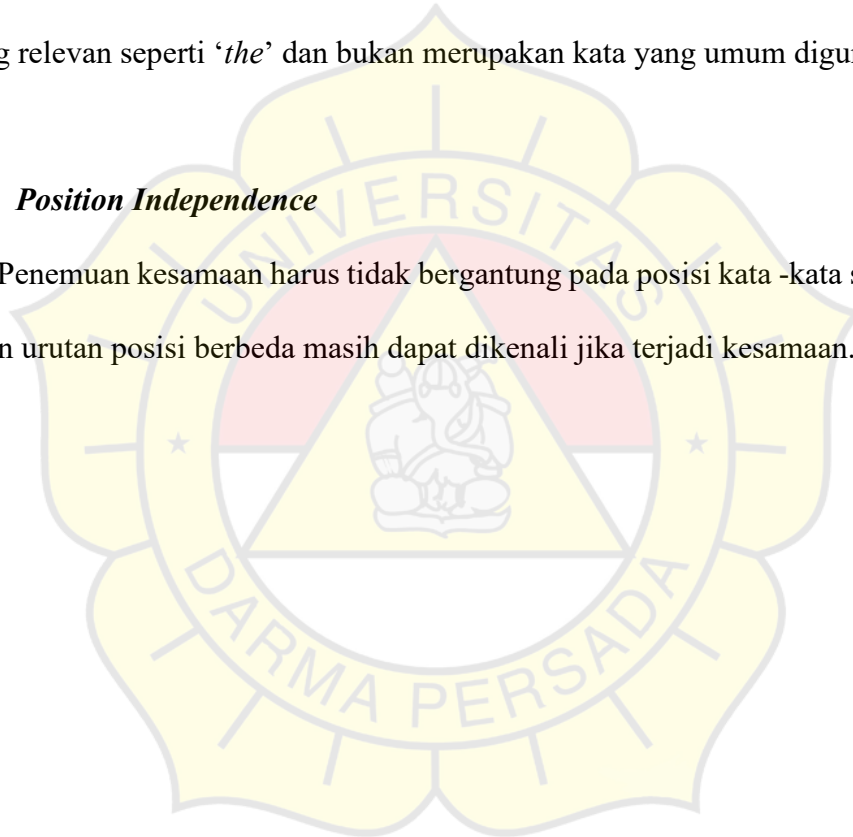 relevan seperti ‘the’ dan bukan merupakan kata yang umum
Position Independence
Penemuan kesamaan harus tidak bergantung pada posisi kata -kata
urutan posisi berbeda masih dapat dikenali jika terjadi kesamaan.
UNIVERSITAS
DARMA PERSADA